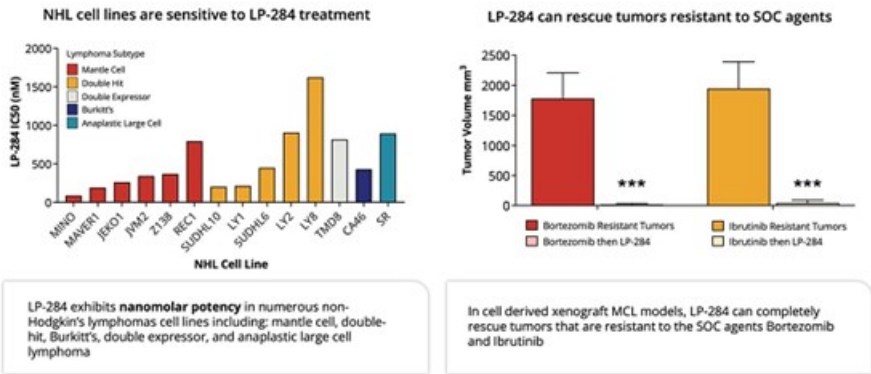 NHL cell lines are sensitive to LP-284 treatment
LP-284 IC50 (nM)
2000
1500
1000
500
0
Lymphoma Subtype
Mantle Cell
Double Hit
Double Expressor
Burkitt's
Anaplastic Large Cell
MINO
MAVER1
JEKO1
JVM2
Z138
REC1
SUDHL10
LY1
SUDHL6
LY2
LY8
TMD8
CA46
SR
NHL Cell Line
LP-284 exhibits nanomolar potency in numerous non-
Hodgkin's lymphomas cell lines including: mantle cell, double-
hit, Burkitt's, double expressor, and anaplastic large cell
lymphoma
LP-284 can rescue tumors resistant to SOC agents
Tumor Volume mm³
2500
2000
1500
1000
500
0
***
***
Bortezomib Resistant Tumors
Bortezomib then LP-284
Ibrutinib Resistant Tumors
Ibrutinib then LP-284
In cell derived xenograft MCL models, LP-284 can completely
rescue tumors that are resistant to the SOC agents Bortezomib
and Ibrutinib